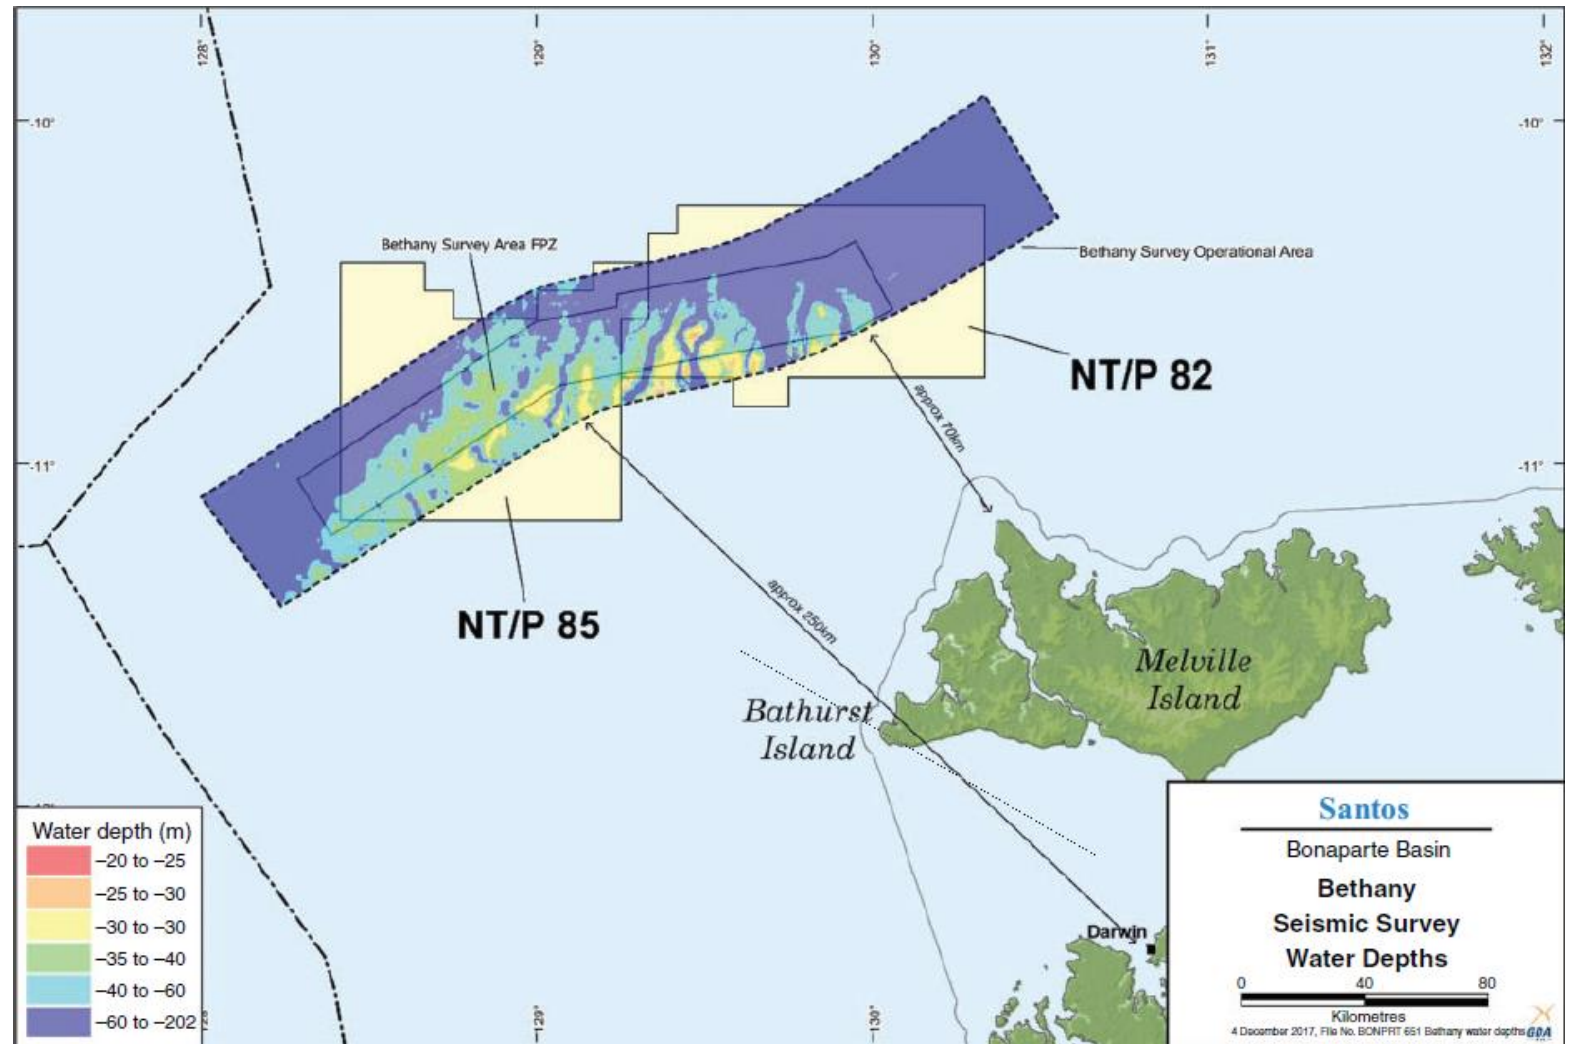 128°
129°
130°
131°
132°
-10°
-10°
Bethany Survey Area FPZ
Bethany Survey Operational Area
NT/P 82
approx 70km
-11°
-11°
NT/P 85
approx 250km
Melville
Island
Bathurst
Island
Darwin
Water depth (m)
–20 to –25
–25 to –30
–30 to –30
–35 to –40
–40 to –60
–60 to –202
129°
130°
Santos
Bonaparte Basin
Bethany
Seismic Survey
Water Depths
0 40 80
Kilometres
4 December 2017, File No. BONPRT 651 Bethany water depths
GDA